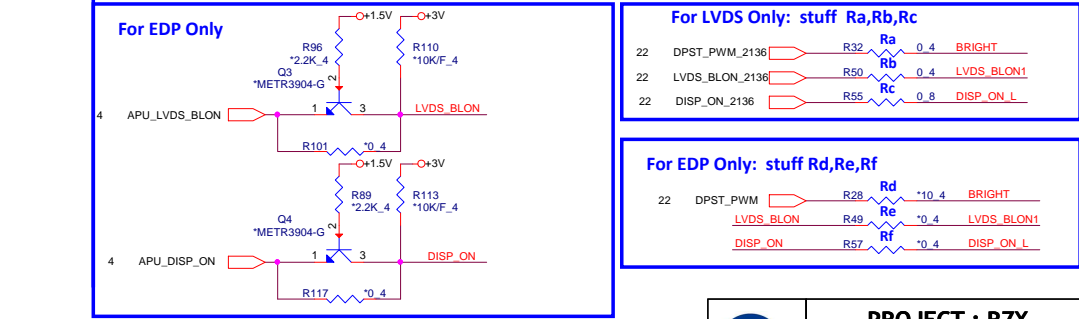 For EDP Only
+1.5V
+3V
R96
*2.2K_4
R110
*10K/F_4
Q3
*METR3904-G
2
4
APU_LVDS_BLON
1
3
LVDS_BLON
R101
*0_4
+1.5V
+3V
R89
*2.2K_4
R113
*10K/F_4
Q4
*METR3904-G
2
4
APU_DISP_ON
1
3
DISP_ON
R117
*0_4
For LVDS Only: stuff Ra,Rb,Rc
Ra
22 DPST_PWM_2136 R32 0_4 BRIGHT
Rb
22 LVDS_BLON_2136 R50 0_4 LVDS_BLON1
Rc
22 DISP_ON_2136 R55 0_8 DISP_ON_L
For EDP Only: stuff Rd,Re,Rf
Rd
22 DPST_PWM R28 *10_4 BRIGHT
Re
LVDS_BLON R49 *0_4 LVDS_BLON1
Rf
DISP_ON R57 *0_4 DISP_ON_L